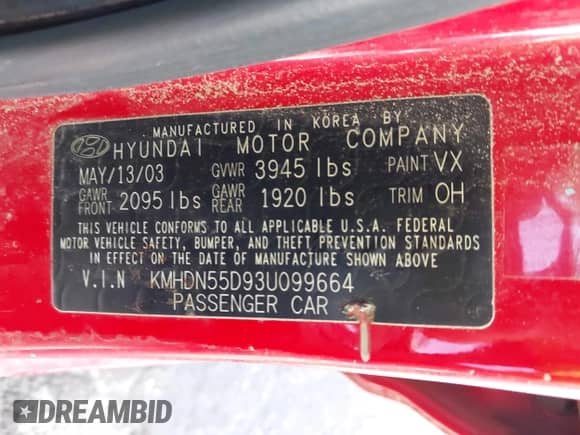 MANUFACTURED IN KOREA BY
HYUNDAI MOTOR COMPANY
MAY/13/03 GVWR 3945 lbs PAINT VX
GAWR FRONT 2095 lbs GAWR REAR 1920 lbs TRIM OH
THIS VEHICLE CONFORMS TO ALL APPLICABLE U.S.A. FEDERAL
MOTOR VEHICLE SAFETY, BUMPER, AND THEFT PREVENTION STANDARDS
IN EFFECT ON THE DATE OF MANUFACTURE SHOWN ABOVE
V.I.N KMHDN55D93U099664
PASSENGER CAR
DREAMBID